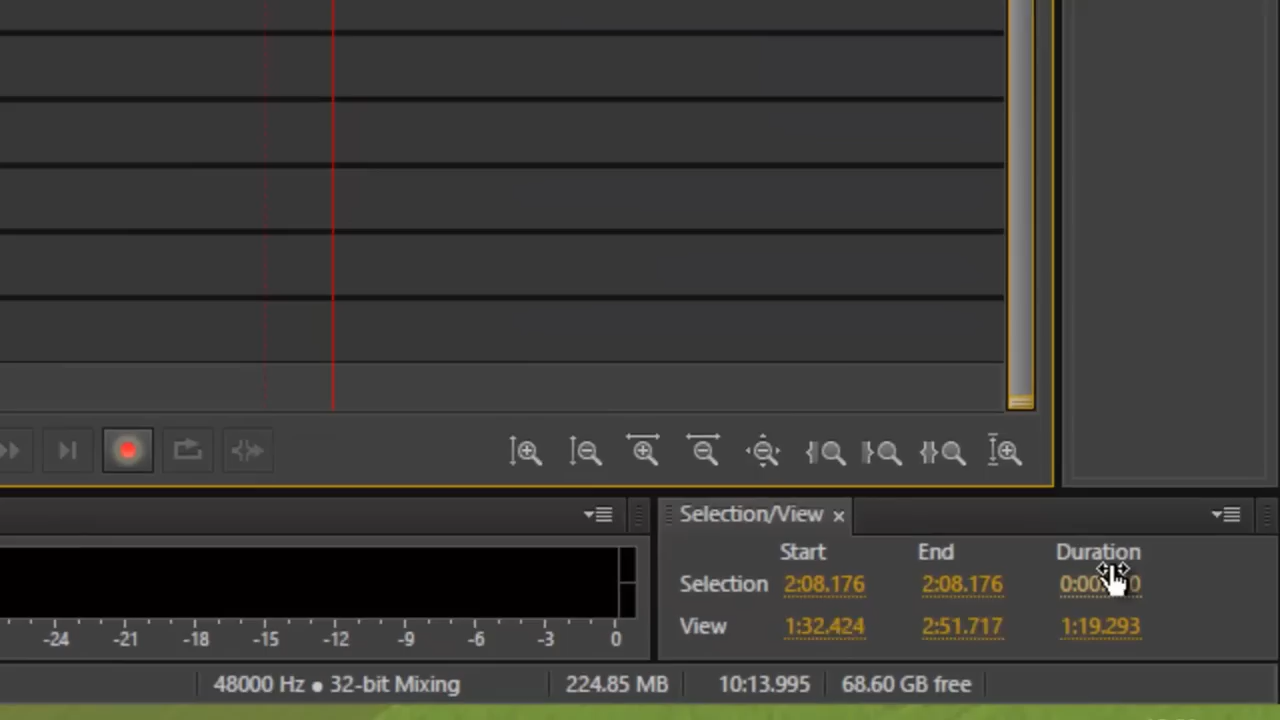 Selection/View
Start End Duration
Selection 2:08.176 2:08.176
View 1:32.424 2:51.717 1:19.293
-24 -21 -18 -15 -12 -9 -6 -3 0
48000 Hz ● 32-bit Mixing 224.85 MB 10:13.995 68.60 GB free